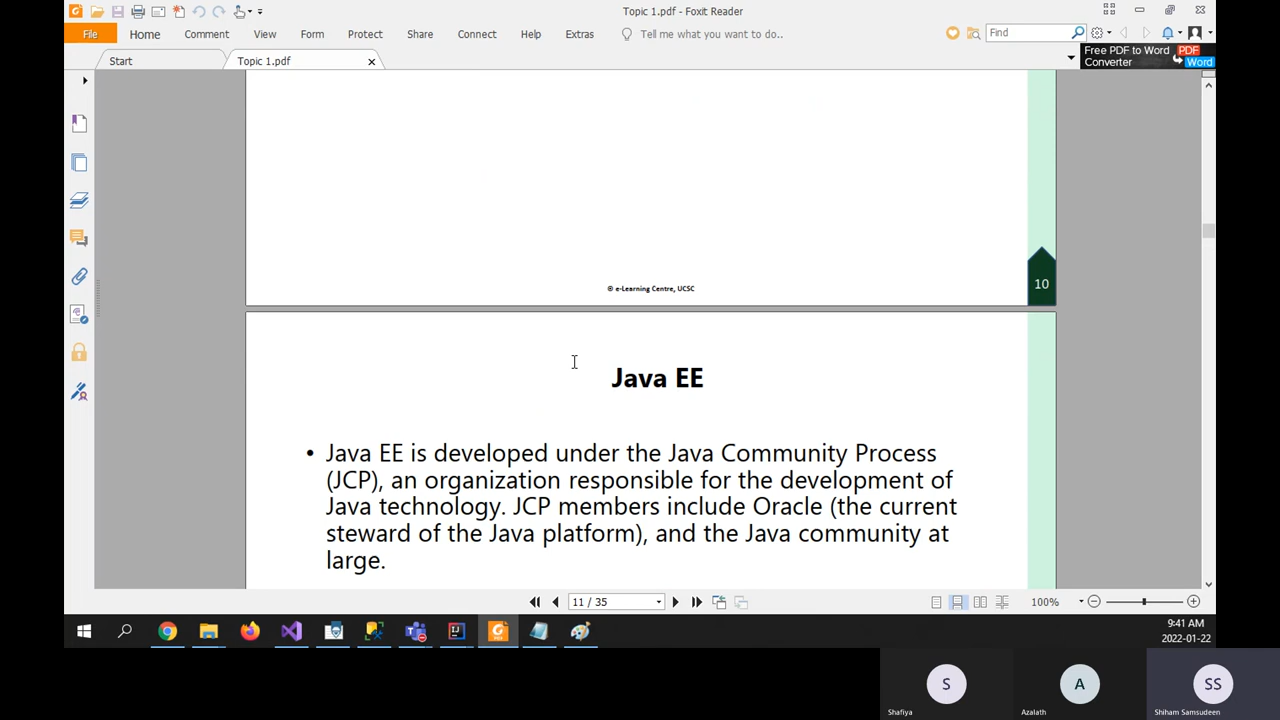 Topic 1.pdf - Foxit Reader
File Home Comment View Form Protect Share Connect Help Extras Tell me what you want to do.. Find
Start Topic 1.pdf
Free PDF to Word PDF
Converter Word
© e-Learning Centre, UCSC
10
Java EE
• Java EE is developed under the Java Community Process
(JCP), an organization responsible for the development of
Java technology. JCP members include Oracle (the current
steward of the Java platform), and the Java community at
large.
11 / 35 100%
9:41 AM
2022-01-22
S A SS
Shafiya Azalath Shiham Samsudeen